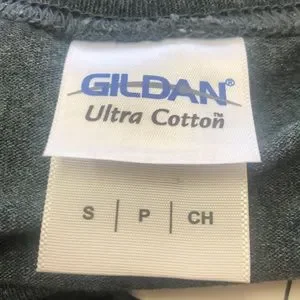 GILDAN®
Ultra Cotton™
S | P | CH